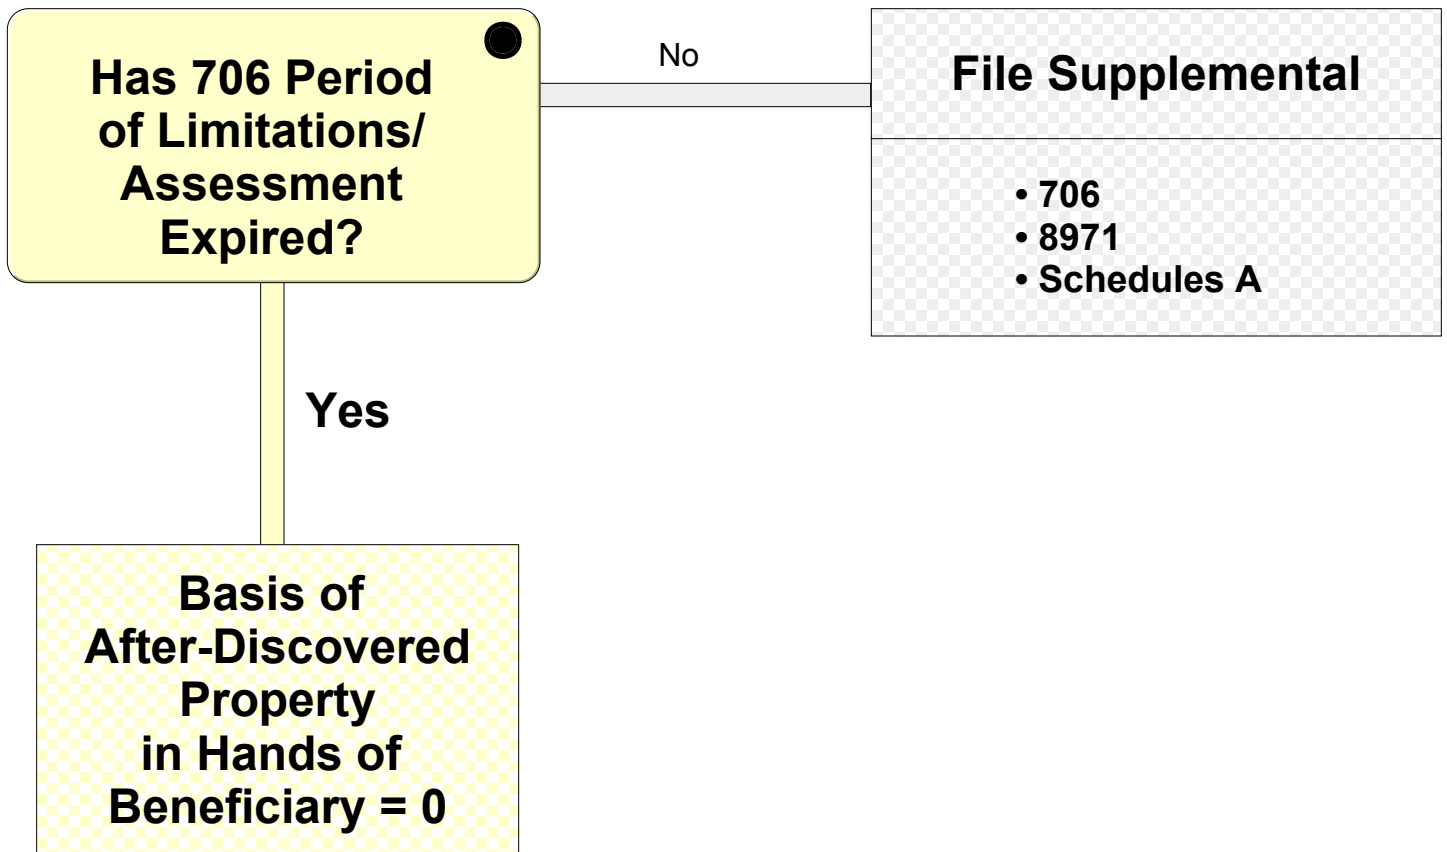 Has 706 Period
of Limitations/
Assessment
Expired?
No
File Supplemental
• 706
• 8971
• Schedules A
Yes
Basis of
After-Discovered
Property
in Hands of
Beneficiary = 0